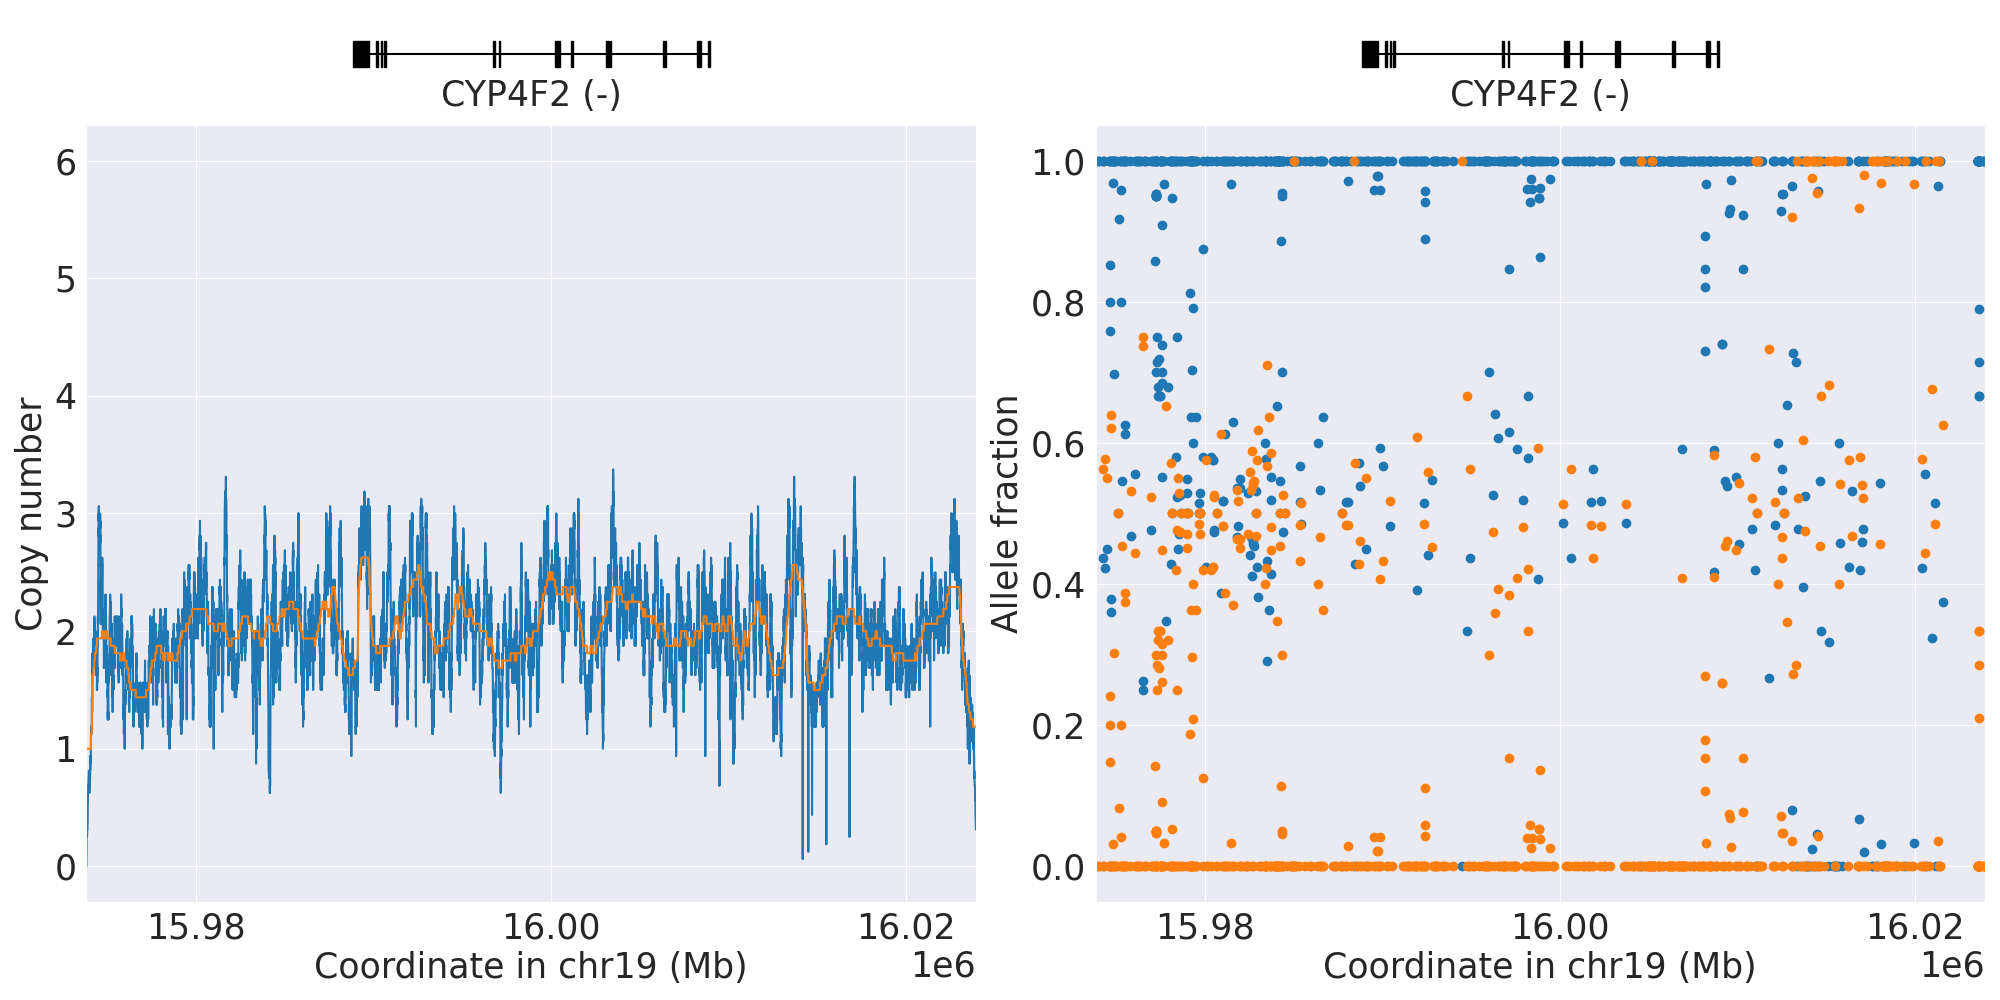 CYP4F2 (-)
6
5
4
3
2
1
0
Copy number
15.98
16.00
16.02
Coordinate in chr19 (Mb)
1e6
CYP4F2 (-)
1.0
0.8
0.6
0.4
0.2
0.0
Allele fraction
15.98
16.00
16.02
Coordinate in chr19 (Mb)
1e6